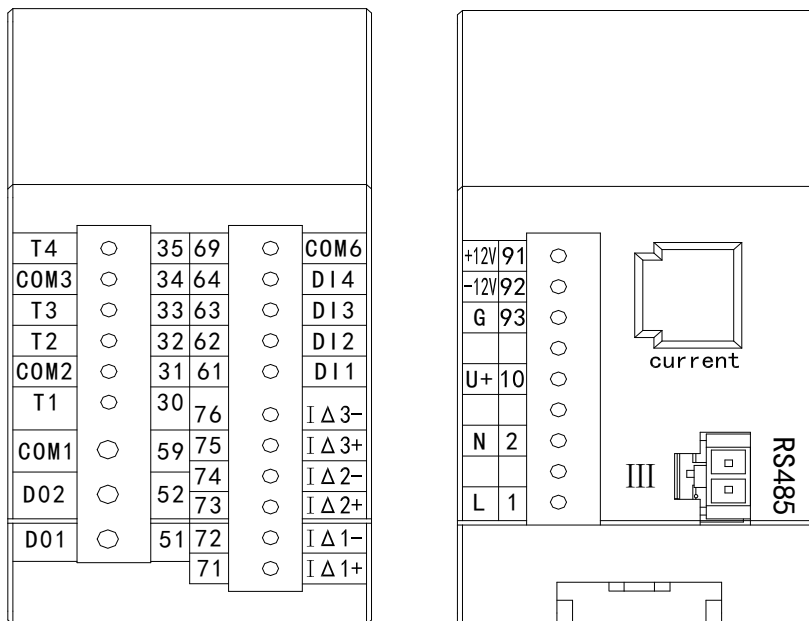 T4 35 69 COM6
COM3 34 64 DI4
T3 33 63 DI3
T2 32 62 DI2
COM2 31 61 DI1
T1 30 76 IΔ3-
COM1 59 75 IΔ3+
74 IΔ2-
DO2 52 73 IΔ2+
DO1 51 72 IΔ1-
71 IΔ1+
+12V 91
-12V 92
G 93
current
U+ 10
N 2
III
RS485
L 1